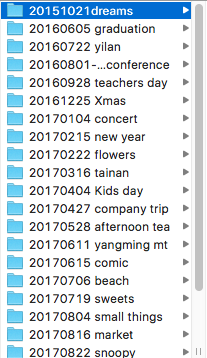 20151021dreams
20160605 graduation
20160722 yilan
20160801-...conference
20160928 teachers day
20161225 Xmas
20170104 concert
20170215 new year
20170222 flowers
20170316 tainan
20170404 Kids day
20170427 company trip
20170528 afternoon tea
20170611 yangming mt
20170615 comic
20170706 beach
20170719 sweets
20170804 small things
20170816 market
20170822 snoopy